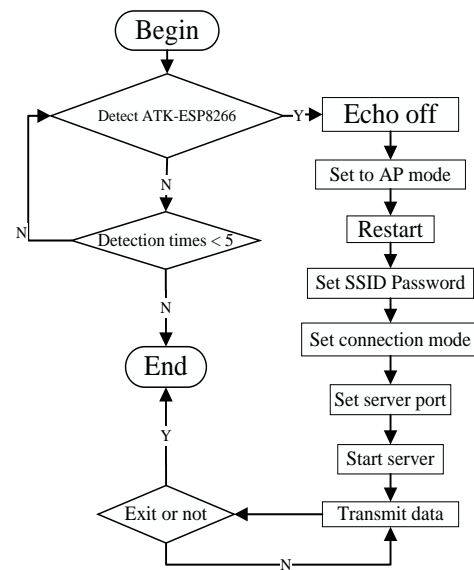 Begin
Detect ATK-ESP8266
Y
Echo off
Set to AP mode
N
Restart
N
Detection times < 5
Set SSID Password
N
Set connection mode
End
Set server port
Y
Start server
Exit or not
Transmit data
N